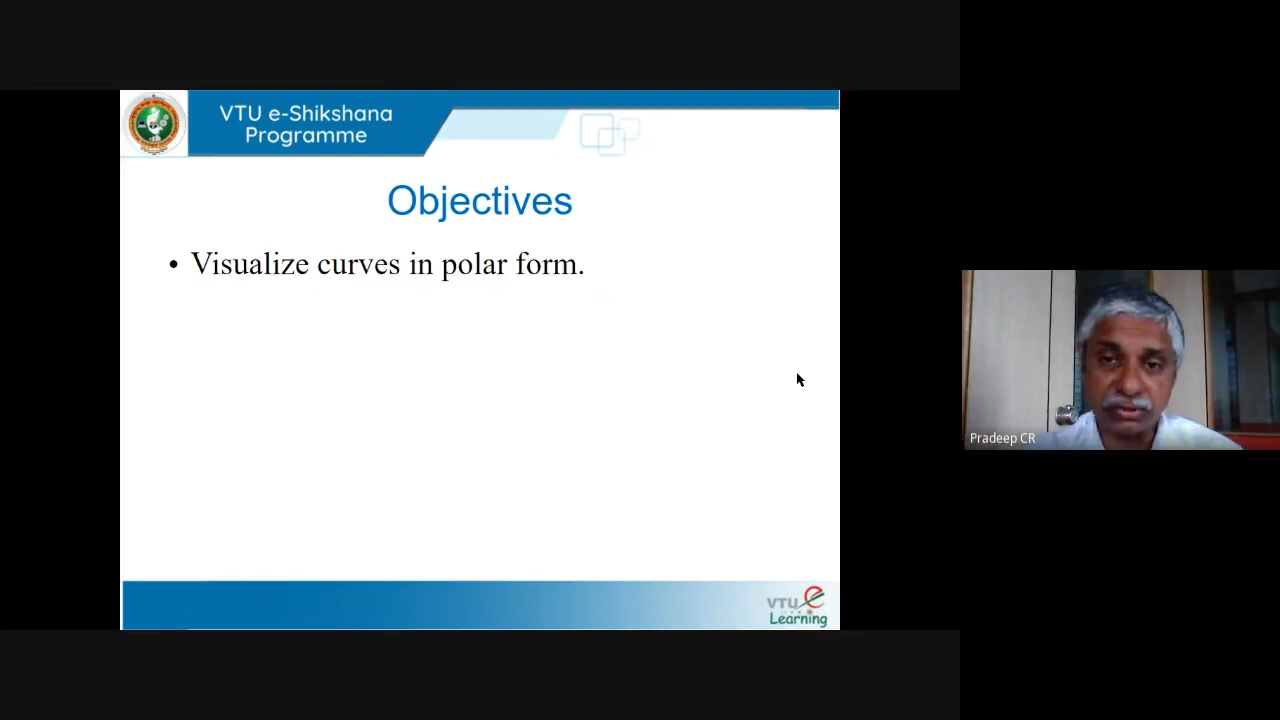 VTU e-Shikshana
Programme
Objectives
• Visualize curves in polar form.
Pradeep CR
VTU e
Learning